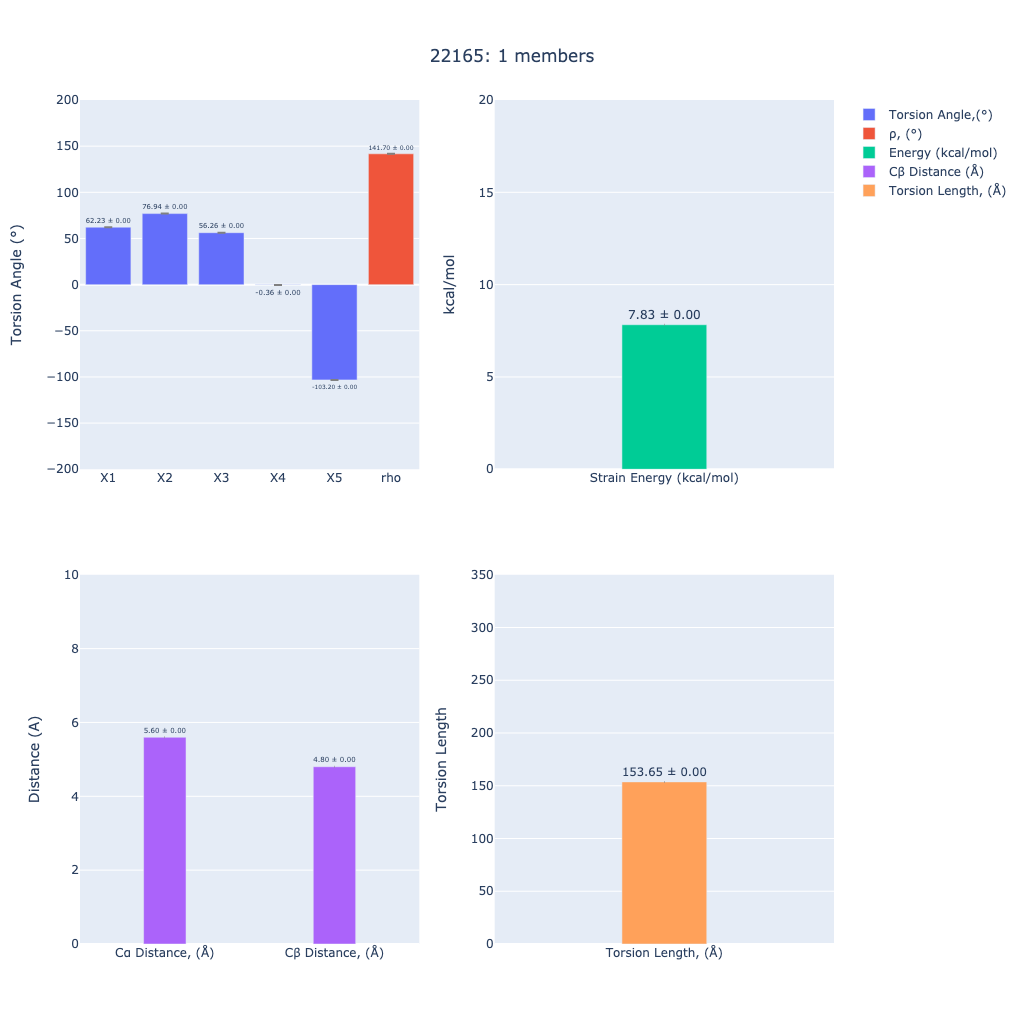 22165: 1 members
Torsion Angle (°)
200
150
100
50
0
−50
−100
−150
−200
62.23 ± 0.00
76.94 ± 0.00
56.26 ± 0.00
-0.36 ± 0.00
-103.20 ± 0.00
141.70 ± 0.00
X1 X2 X3 X4 X5 rho
kcal/mol
20
15
10
5
0
7.83 ± 0.00
Strain Energy (kcal/mol)
Torsion Angle,(°)
ρ, (°)
Energy (kcal/mol)
Cβ Distance (Å)
Torsion Length, (Å)
Distance (A)
10
8
6
4
2
0
5.60 ± 0.00
4.80 ± 0.00
Cα Distance, (Å) Cβ Distance, (Å)
Torsion Length
350
300
250
200
150
100
50
0
153.65 ± 0.00
Torsion Length, (Å)